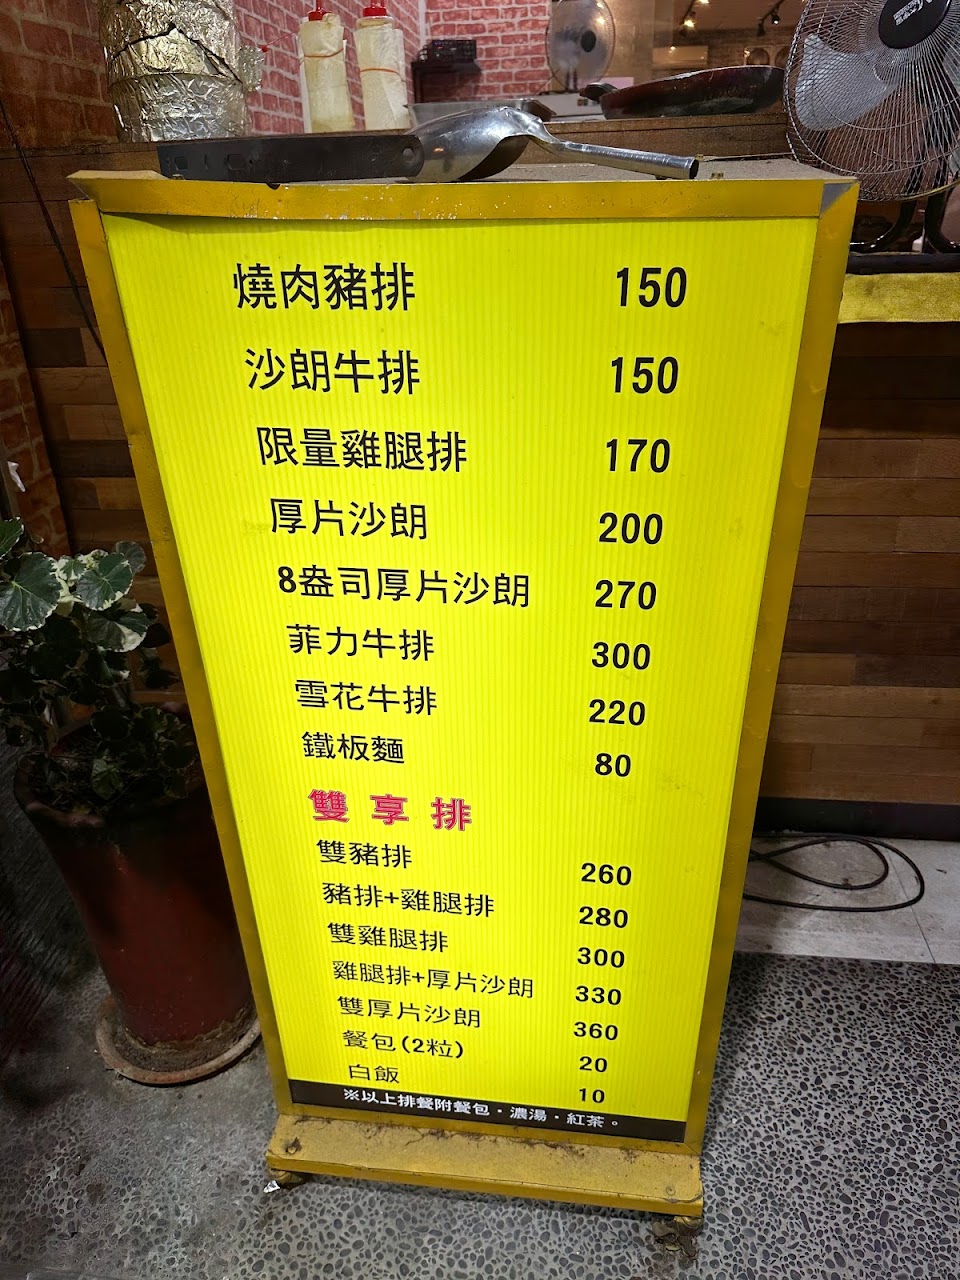 燒肉豬排 150
沙朗牛排 150
限量雞腿排 170
厚片沙朗 200
8盎司厚片沙朗 270
菲力牛排 300
雪花牛排 220
鐵板麵 80
雙享排
雙豬排 260
豬排+雞腿排 280
雙雞腿排 300
雞腿排+厚片沙朗 330
雙厚片沙朗 360
餐包(2粒) 20
白飯 10
※以上排餐附餐包·濃湯·紅茶。